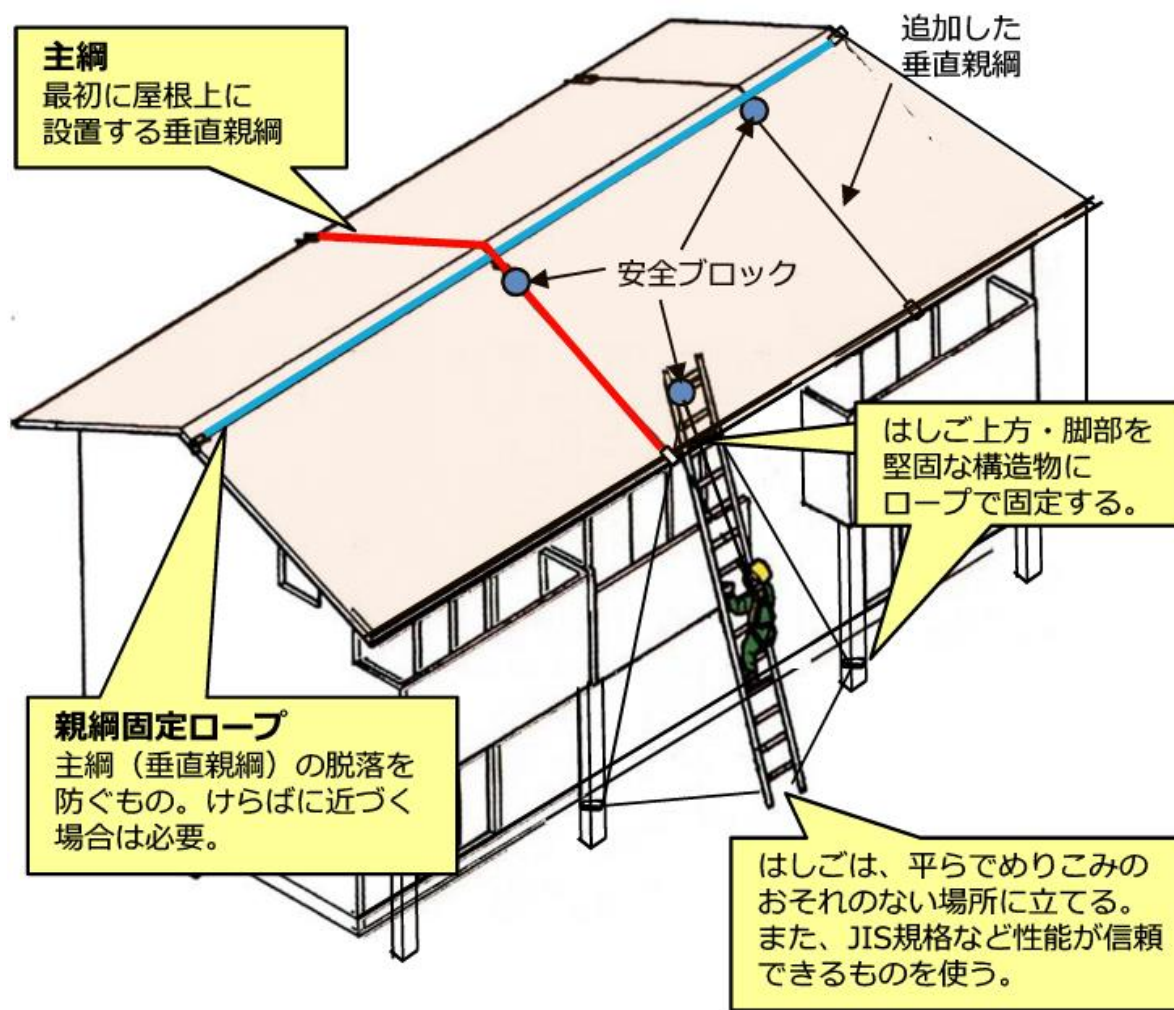 主綱
最初に屋根上に
設置する垂直親綱
追加した
垂直親綱
安全ブロック
はしご上方・脚部を
堅固な構造物に
ロープで固定する。
親綱固定ロープ
主綱（垂直親綱）の脱落を
防ぐもの。けらばに近づく
場合は必要。
はしごは、平らでめりこみの
おそれのない場所に立てる。
また、JIS規格など性能が信頼
できるものを使う。